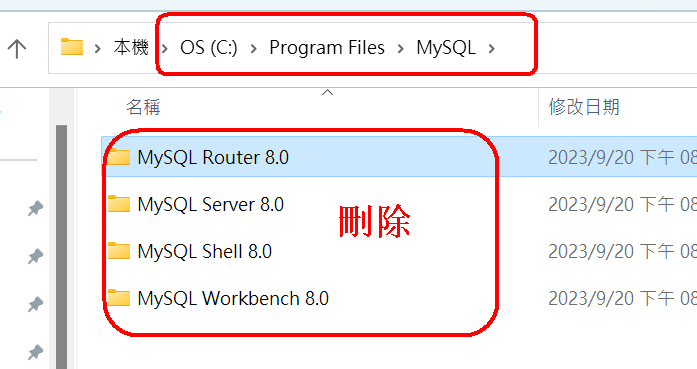 本機 > OS (C:) > Program Files > MySQL >
名稱 修改日期
MySQL Router 8.0 2023/9/20 下午 08
MySQL Server 8.0 2023/9/20 下午 08
刪除
MySQL Shell 8.0 2023/9/20 下午 08
MySQL Workbench 8.0 2023/9/20 下午 08